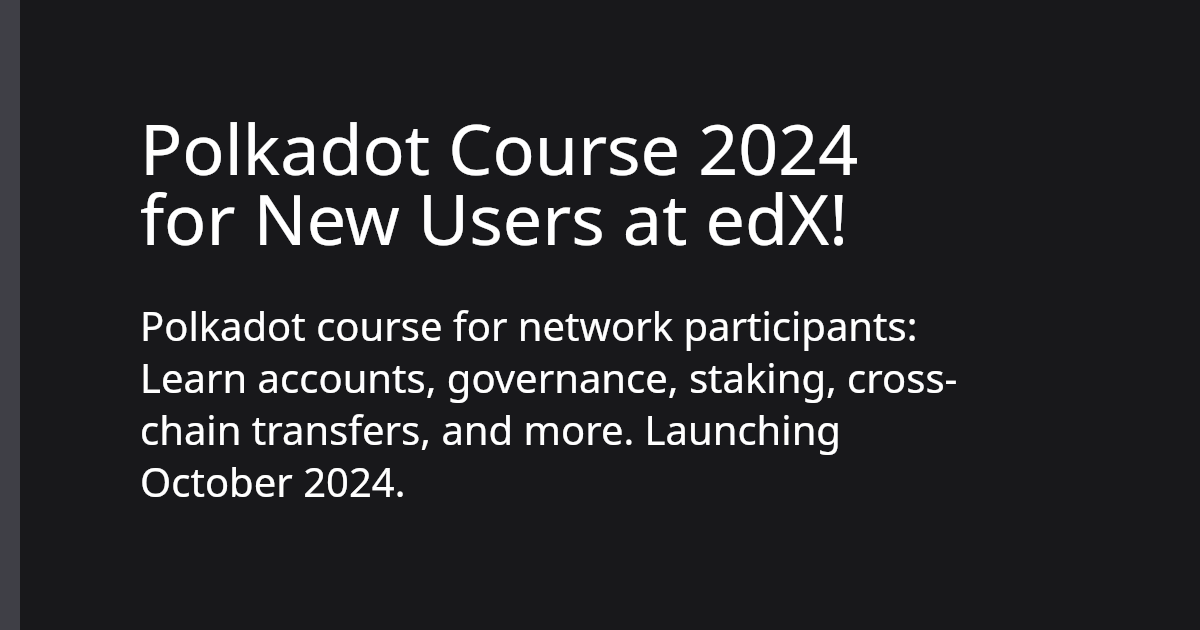 Polkadot Course 2024
for New Users at edX!
Polkadot course for network participants:
Learn accounts, governance, staking, cross-
chain transfers, and more. Launching
October 2024.